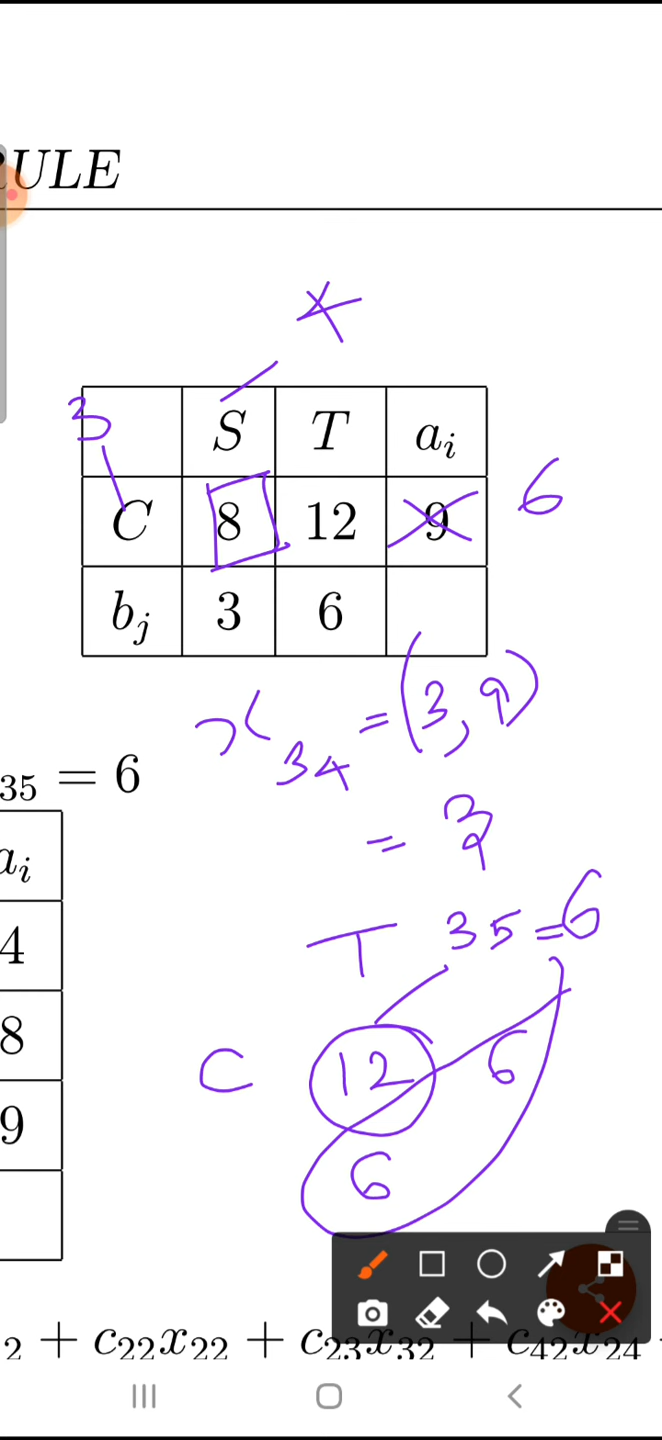 RULE
*
3
S T a_i
C 8 12 9 6
b_j 3 6
x_34 = (3, 9)
35 = 6
= 3
a_i
4
T 35 = 6
8
C 12 6
9
6
2 + c_22x_22 + c_23x_32 + c_42x_24